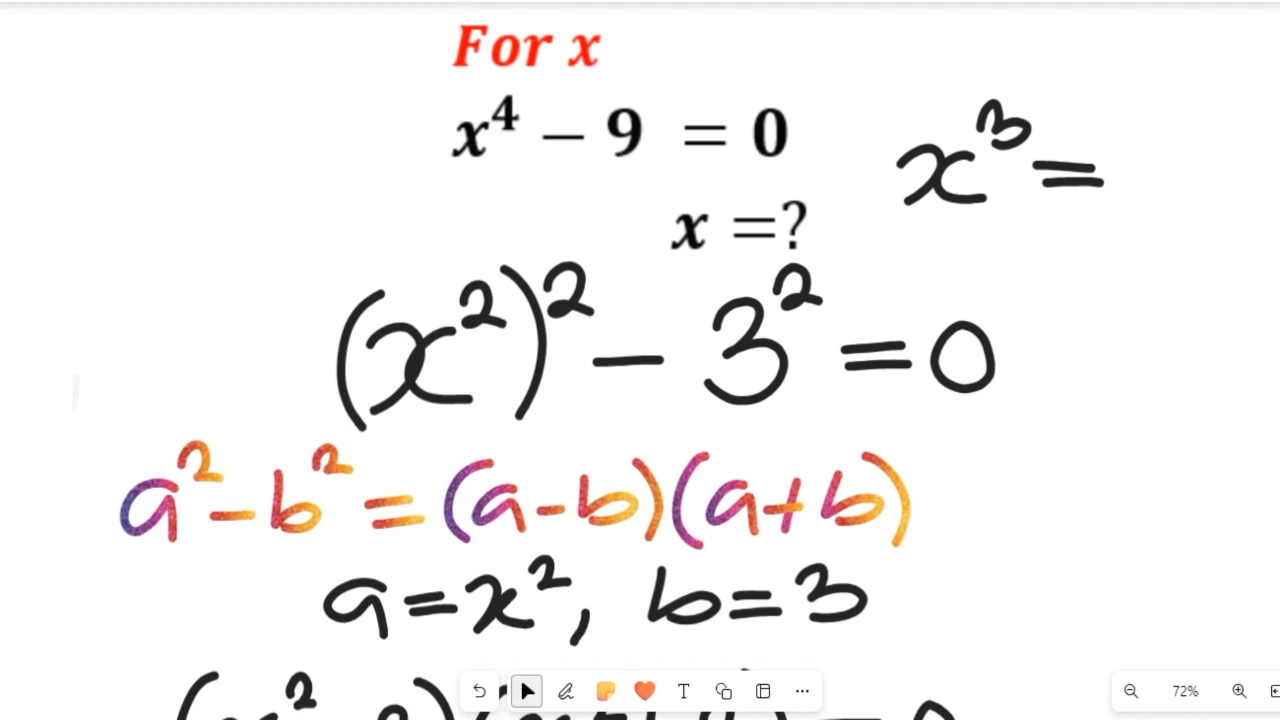 For x
x⁴ − 9 = 0
x³ =
x =?
(x²)² − 3² = 0
a² − b² = (a − b)(a + b)
a = x², b = 3
T
72%